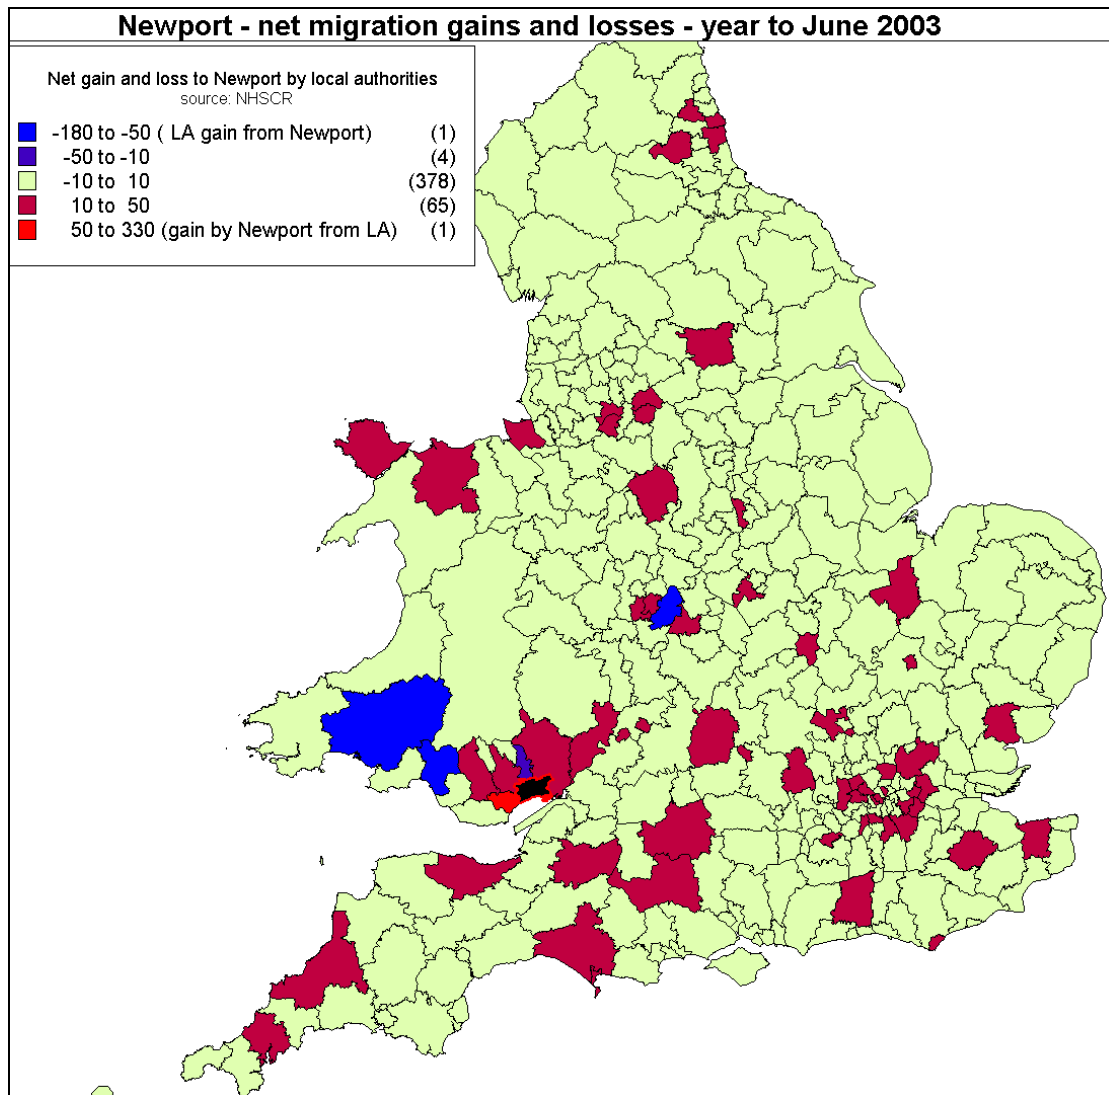 Newport - net migration gains and losses - year to June 2003
Net gain and loss to Newport by local authorities
source: NHSCR
-180 to -50 ( LA gain from Newport) (1)
-50 to -10 (4)
-10 to 10 (378)
10 to 50 (65)
50 to 330 (gain by Newport from LA) (1)